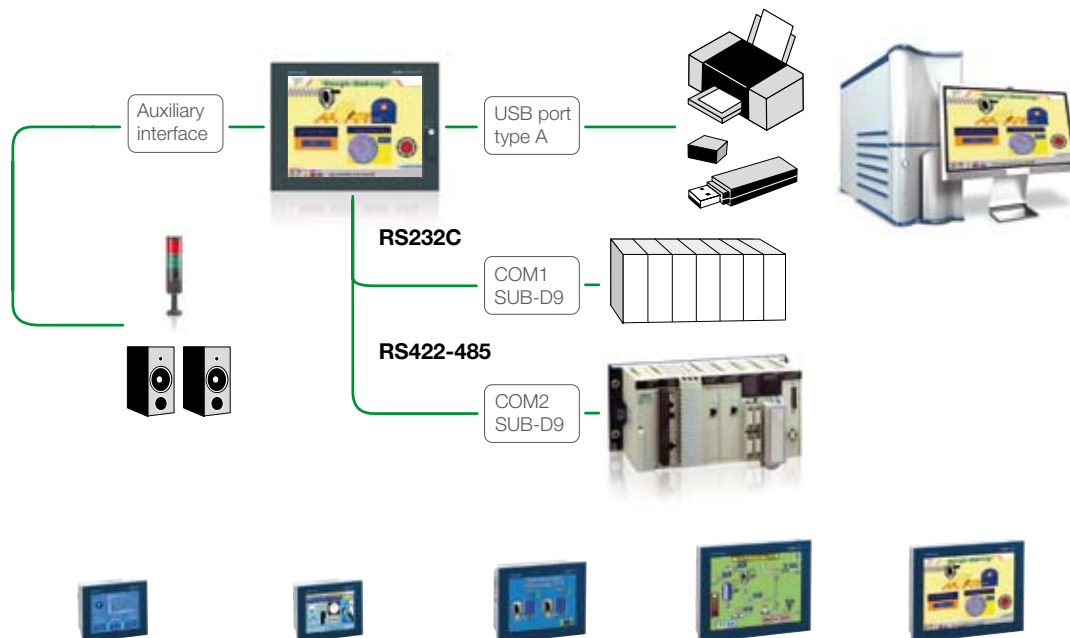 Auxiliary
interface
USB port
type A
RS232C
COM1
SUB-D9
RS422-485
COM2
SUB-D9